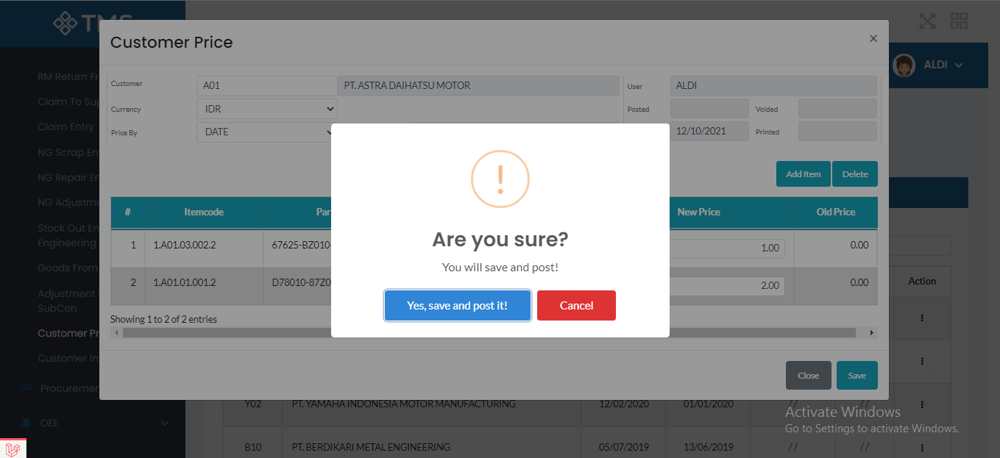 TMS
Customer Price
×
ALDI
RM Return Fr
Claim To Sup
Claim Entry
NG Scrap En
NG Repair En
NG Adjustme
Stock Out En
Engineering
Goods From
Adjustment S
SubCon
Customer Pr
Customer In
Procuremen
OEE
Customer A01 PT. ASTRA DAIHATSU MOTOR User ALDI
Currency IDR Posted Voided
Price By DATE 12/10/2021 Printed
Add Item Delete
# Itemcode Par New Price Old Price
1 1.A01.03.002.2 67625-BZ010- 1.00 0.00
2 1.A01.01.001.2 D78010-87Z0 2.00 0.00
Showing 1 to 2 of 2 entries
!
Are you sure?
You will save and post!
Yes, save and post it! Cancel
Close Save
Action
Y02 PT. YAMAHA INDONESIA MOTOR MANUFACTURING 12/02/2020 01/01/2020 / / / /
B10 PT. BERDIKARI METAL ENGINEERING 05/07/2019 13/06/2019 / / / /
Activate Windows
Go to Settings to activate Windows.